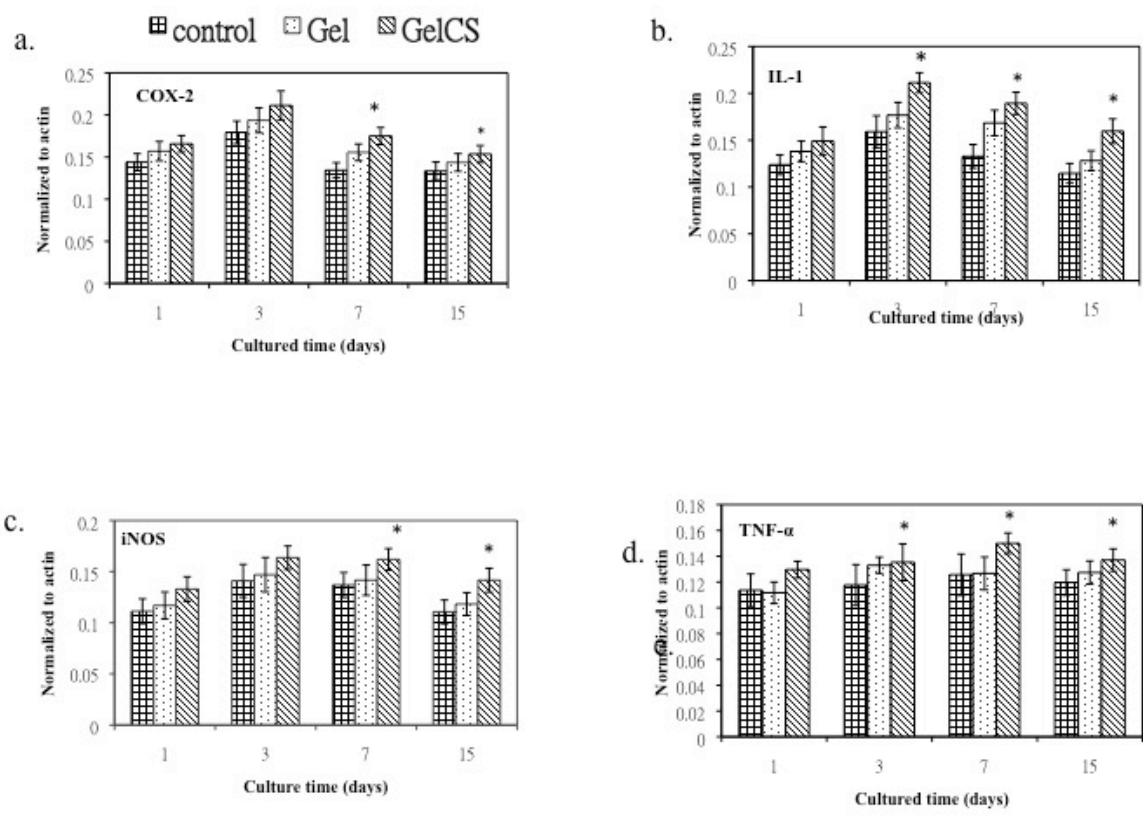 a.
control Gel GelCS
COX-2
*
*
0.25
0.2
0.15
0.1
0.05
0
Normalized to actin
1 3 7 15
Cultured time (days)
b.
IL-1
*
*
*
0.25
0.2
0.15
0.1
0.05
0
Normalized to actin
1 3 7 15
Cultured time (days)
c.
iNOS
*
*
0.2
0.15
0.1
0.05
0
Normalized to actin
1 3 7 15
Culture time (days)
d.
TNF-α
*
*
*
0.18
0.16
0.14
0.12
0.1
0.08
0.06
0.04
0.02
0
Normalized to actin
1 3 7 15
Cultured time (days)